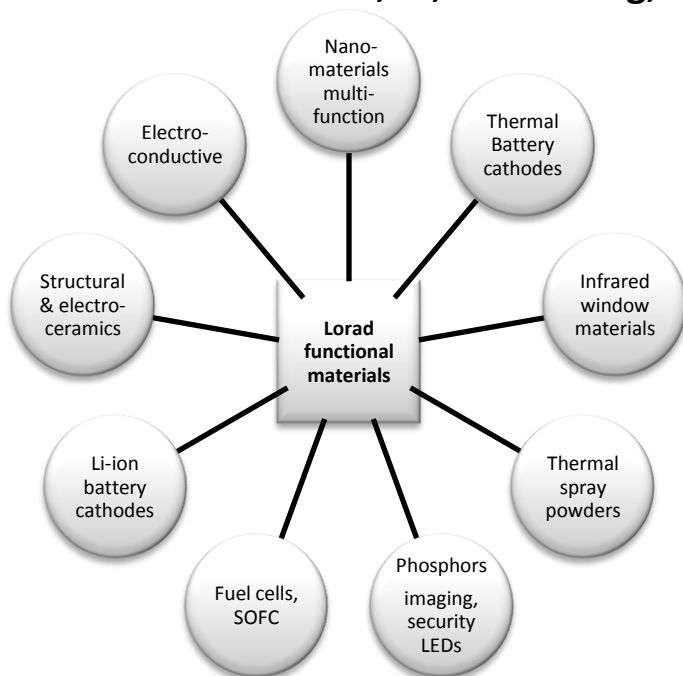 Nano-
materials
multi-
function
Thermal
Battery
cathodes
Infrared
window
materials
Thermal
spray
powders
Phosphors
imaging,
security
LEDs
Fuel cells,
SOFC
Li-ion
battery
cathodes
Structural
& electro-
ceramics
Electro-
conductive
Lorad
functional
materials